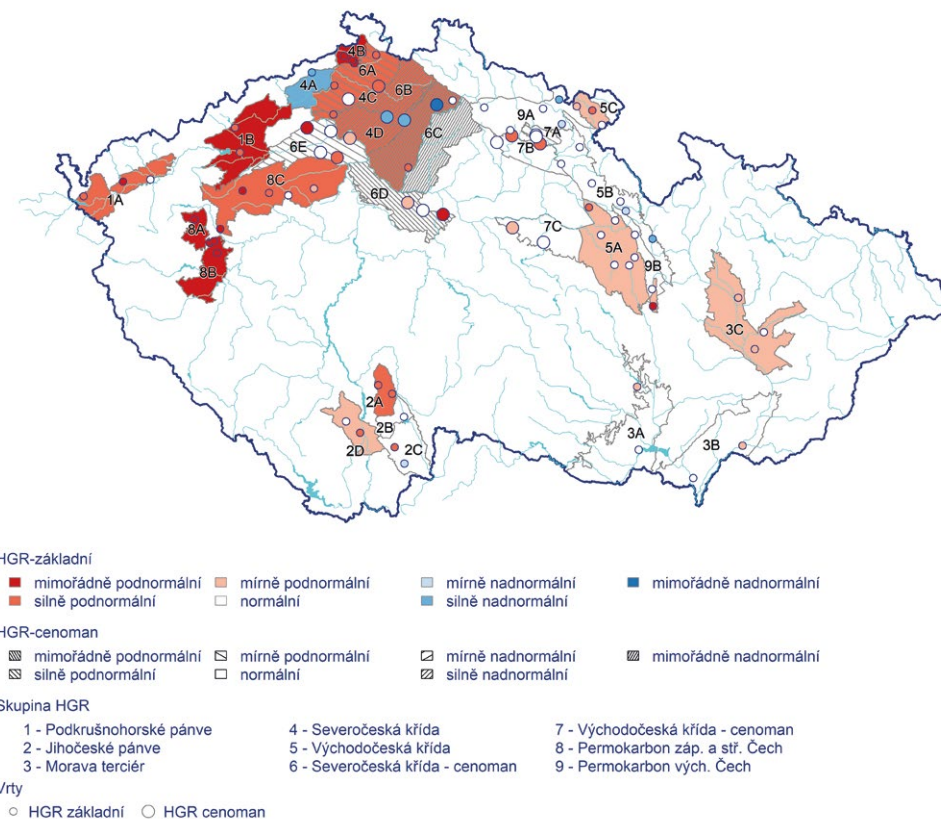 4B
6A
4A
6B
4C
5C
9A
7A
4D
6C
1B
7B
6E
8C
1A
6D
5B
8A
7C
5A
9B
8B
3C
2A
2B
3A
2D
2C
3B
HGR-základní
mimořádně podnormální mírně podnormální mírně nadnormální mimořádně nadnormální
silně podnormální normální silně nadnormální
HGR-cenoman
mimořádně podnormální mírně podnormální mírně nadnormální mimořádně nadnormální
silně podnormální normální silně nadnormální
Skupina HGR
1 - Podkrušnohorské pánve 4 - Severočeská křída 7 - Východočeská křída - cenoman
2 - Jihočeské pánve 5 - Východočeská křída 8 - Permokarbon záp. a stř. Čech
3 - Morava terciér 6 - Severočeská křída - cenoman 9 - Permokarbon vých. Čech
Vrty
HGR základní HGR cenoman